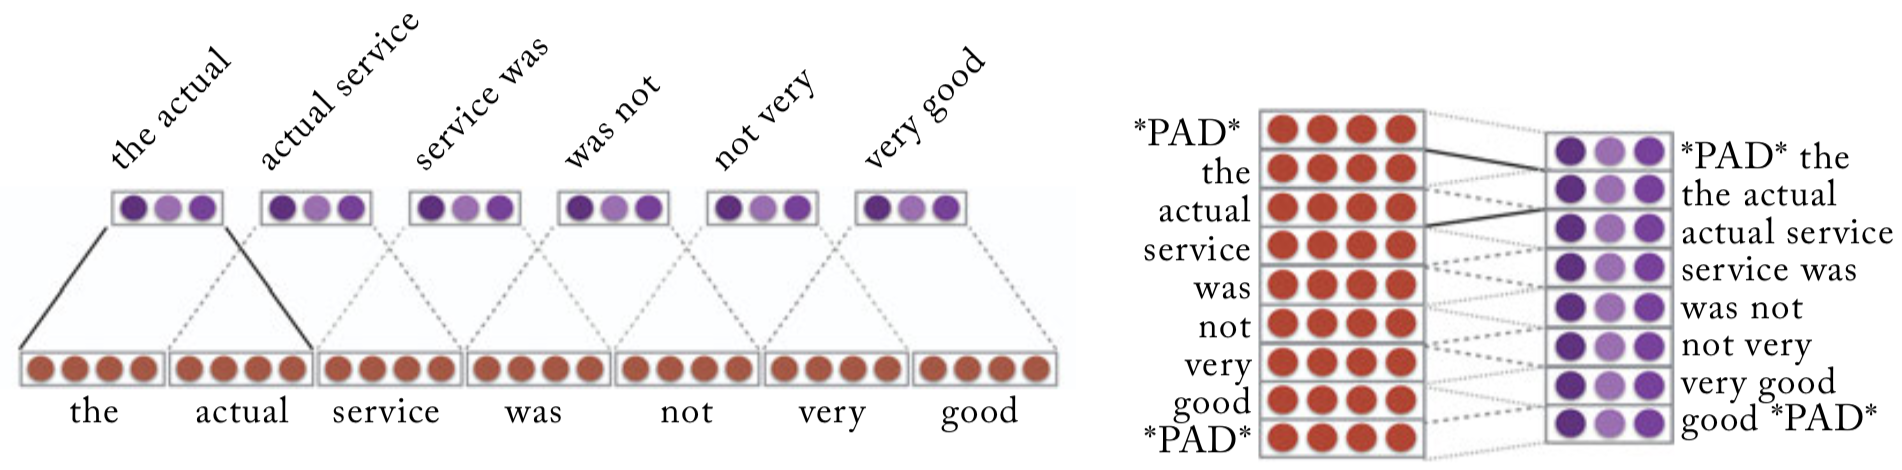 the actual
actual service
service was
was not
not very
very good
the actual service was not very good
*PAD*
the
actual
service
was
not
very
good
*PAD*
*PAD* the
the actual
actual service
service was
was not
not very
very good
good *PAD*